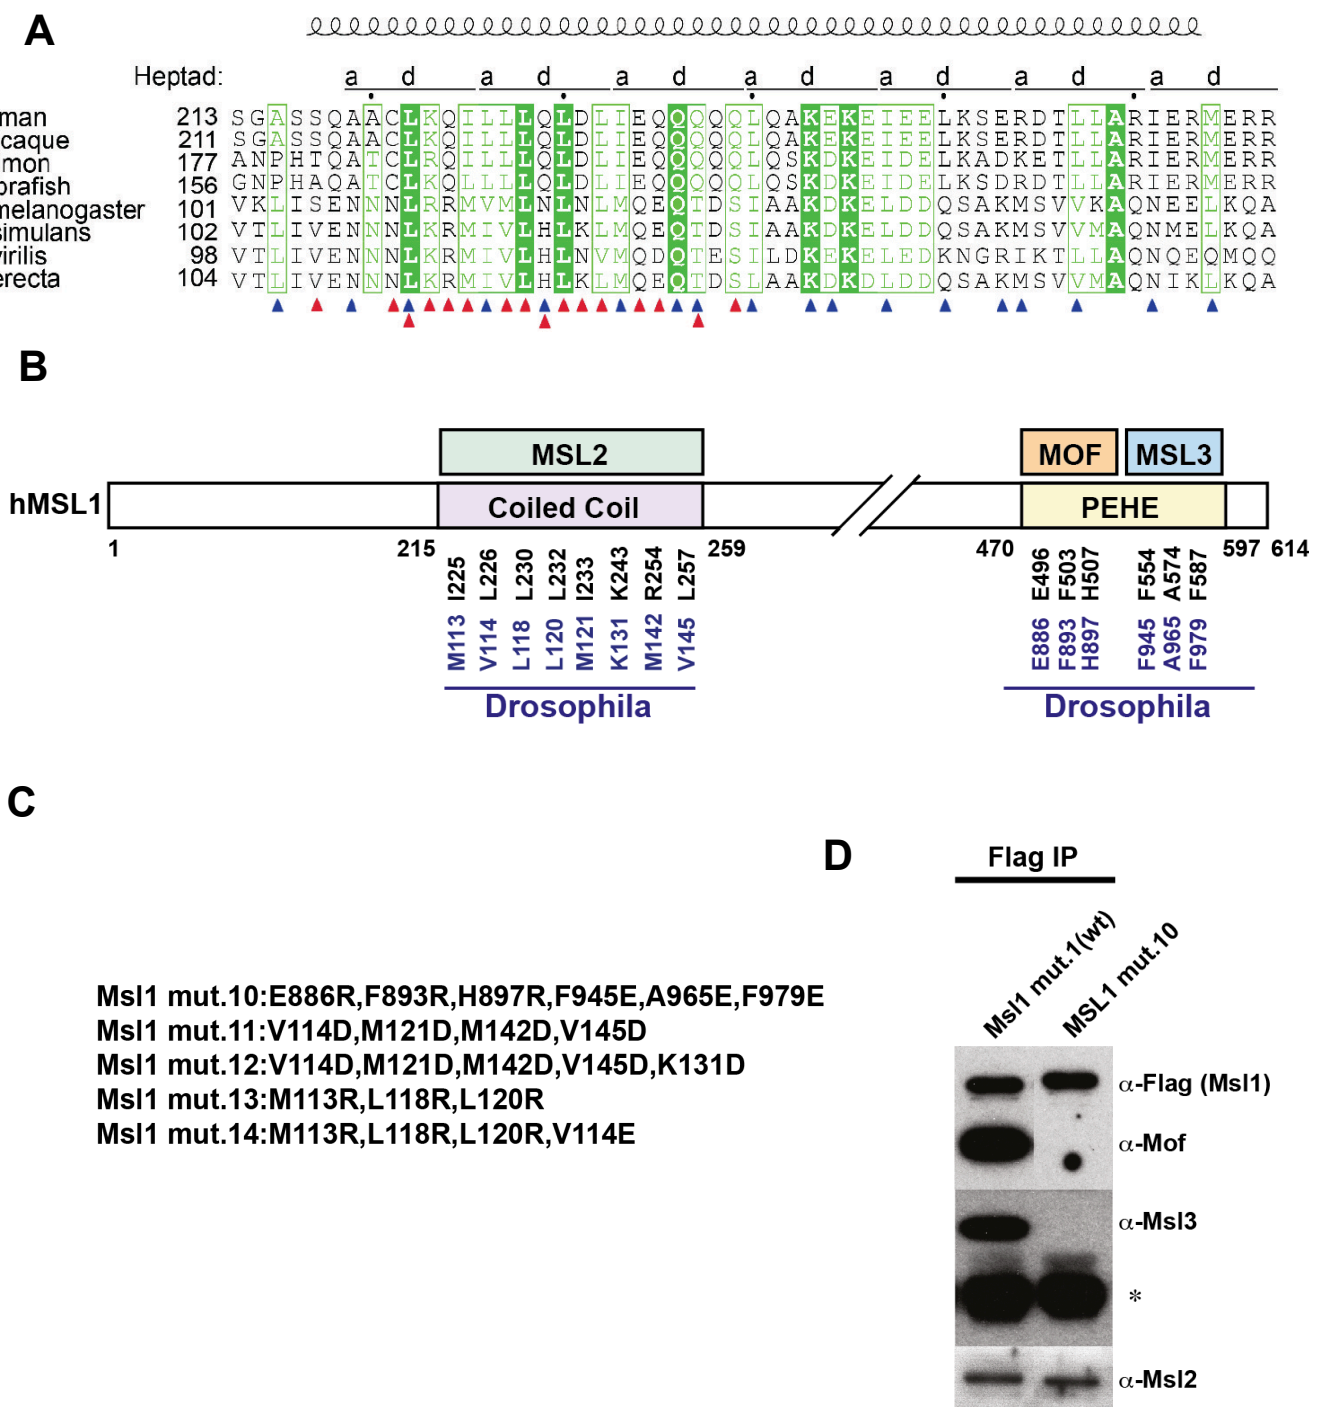 A
Heptad: a d a d a d a d a d a d a d
man 213 SGASSQAACLKQILLLQLDLIEQQQQQLQAKEKEIEELKSERDTLLARIERMERR
caque 211 SGASSQAACLKQILLLQLDLIEQQQQQLQAKEKEIEELKSERDTLLARIERMERR
mon 177 ANPHTQATCLRQILLLQLDLIEQQQQQLQSKDKEIDELKADKETLLARIERMERR
brafish 156 GNPHAQATCLKQLLLLQLDLIEQQQQQLQSKDKEIDELKSDRDTLLARIERMERR
melanogaster 101 VKLISENNNLRRMVMLNLNLMQEQTDSIAAKDKELDDQSAKMSVVKAQNEELKQA
simulans 102 VTLIVENNNLKRMIVLHLKLMQEQTDSIAAKDKELDDQSAKMSVVMAQNMELKQA
virilis 98 VTLIVENNNLKRMIVLHLNVMQDQTESILDKEKELEDKNGRIKTLLAQNQEQMQQ
erecta 104 VTLIVENNNLKRMIVLHLKLMQEQTDSLAAKDKDLDDQSAKMSVVMAQNIKLKQA
B
MSL2 MOF MSL3
hMSL1 Coiled Coil PEHE
1 215 259 470 597 614
I225 L226 L230 L232 I233 K243 R254 L257 E496 F503 H507 F554 A574 F587
M113 V114 L118 L120 M121 K131 M142 V145 E886 F893 H897 F945 A965 F979
Drosophila Drosophila
C
Msl1 mut.10:E886R,F893R,H897R,F945E,A965E,F979E
Msl1 mut.11:V114D,M121D,M142D,V145D
Msl1 mut.12:V114D,M121D,M142D,V145D,K131D
Msl1 mut.13:M113R,L118R,L120R
Msl1 mut.14:M113R,L118R,L120R,V114E
D
Flag IP
Msl1 mut.1(wt) MSL1 mut.10
α-Flag (Msl1)
α-Mof
α-Msl3
*
α-Msl2